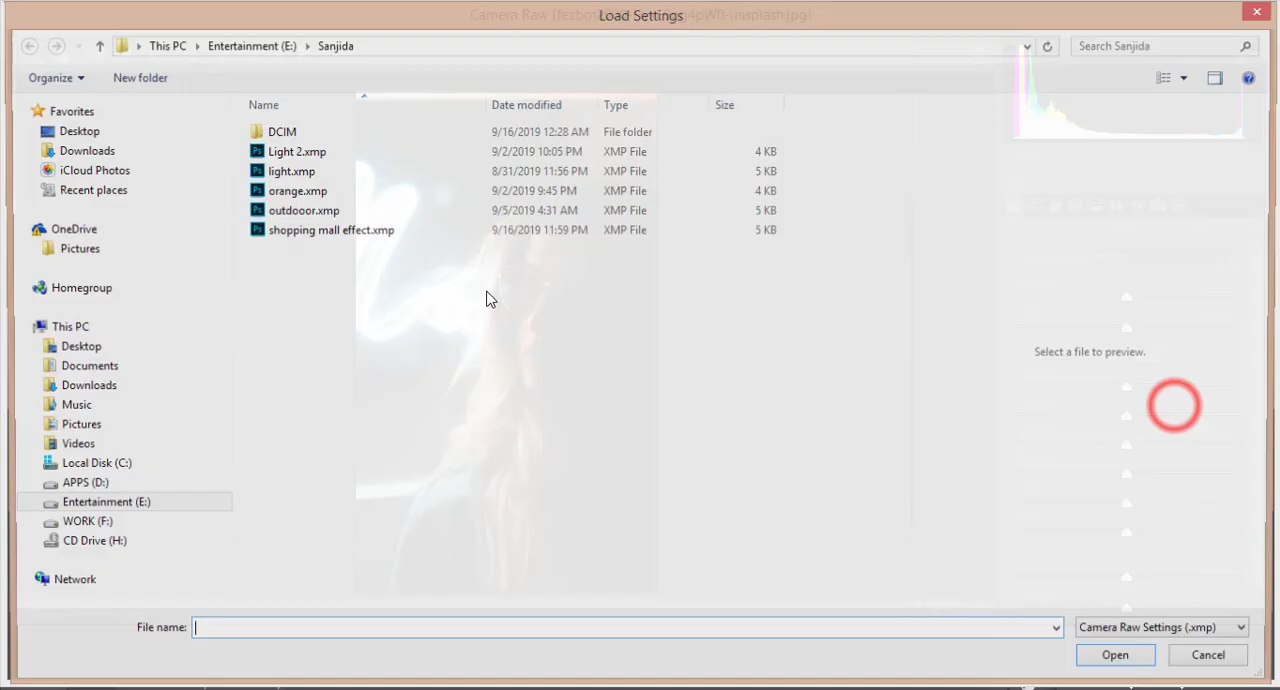 Load Settings
This PC Entertainment (E:) Sanjida
Search Sanjida
Organize New folder
Name Date modified Type Size
Favorites
Desktop
Downloads
iCloud Photos
Recent places
OneDrive
Pictures
Homegroup
This PC
Desktop
Documents
Downloads
Music
Pictures
Videos
Local Disk (C:)
APPS (D:)
Entertainment (E:)
WORK (F:)
CD Drive (H:)
Network
DCIM 9/16/2019 12:28 AM File folder
Light 2.xmp 9/2/2019 10:05 PM XMP File 4 KB
light.xmp 8/31/2019 11:56 PM XMP File 5 KB
orange.xmp 9/2/2019 9:45 PM XMP File 4 KB
outdooor.xmp 9/5/2019 4:31 AM XMP File 5 KB
shopping mall effect.xmp 9/16/2019 11:59 PM XMP File 5 KB
Select a file to preview.
File name:
Camera Raw Settings (.xmp)
Open Cancel